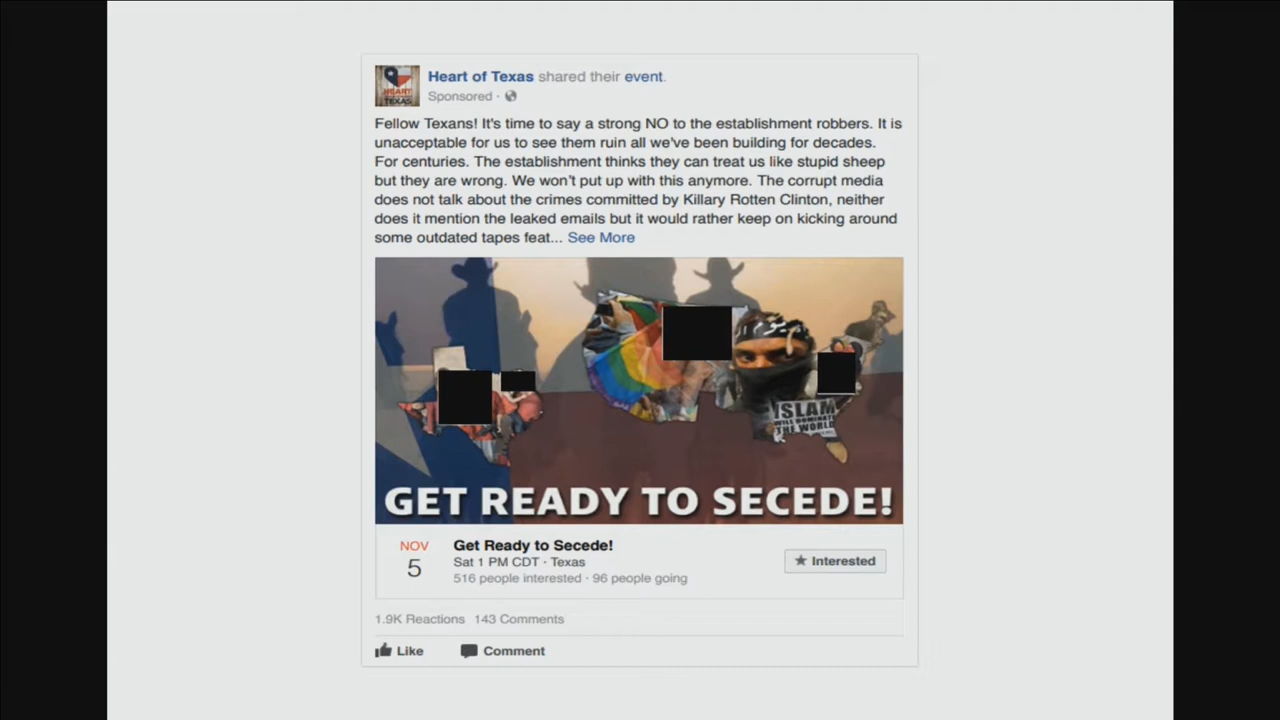 Heart of Texas shared their event.
Sponsored ·
HEART
TEXAS
Fellow Texans! It's time to say a strong NO to the establishment robbers. It is
unacceptable for us to see them ruin all we've been building for decades.
For centuries. The establishment thinks they can treat us like stupid sheep
but they are wrong. We won't put up with this anymore. The corrupt media
does not talk about the crimes committed by Killary Rotten Clinton, neither
does it mention the leaked emails but it would rather keep on kicking around
some outdated tapes feat... See More
ISLAM
WILL DOMINATE
THE WORLD
GET READY TO SECEDE!
NOV
5
Get Ready to Secede!
Sat 1 PM CDT · Texas
516 people interested · 96 people going
★ Interested
1.9K Reactions 143 Comments
Like Comment